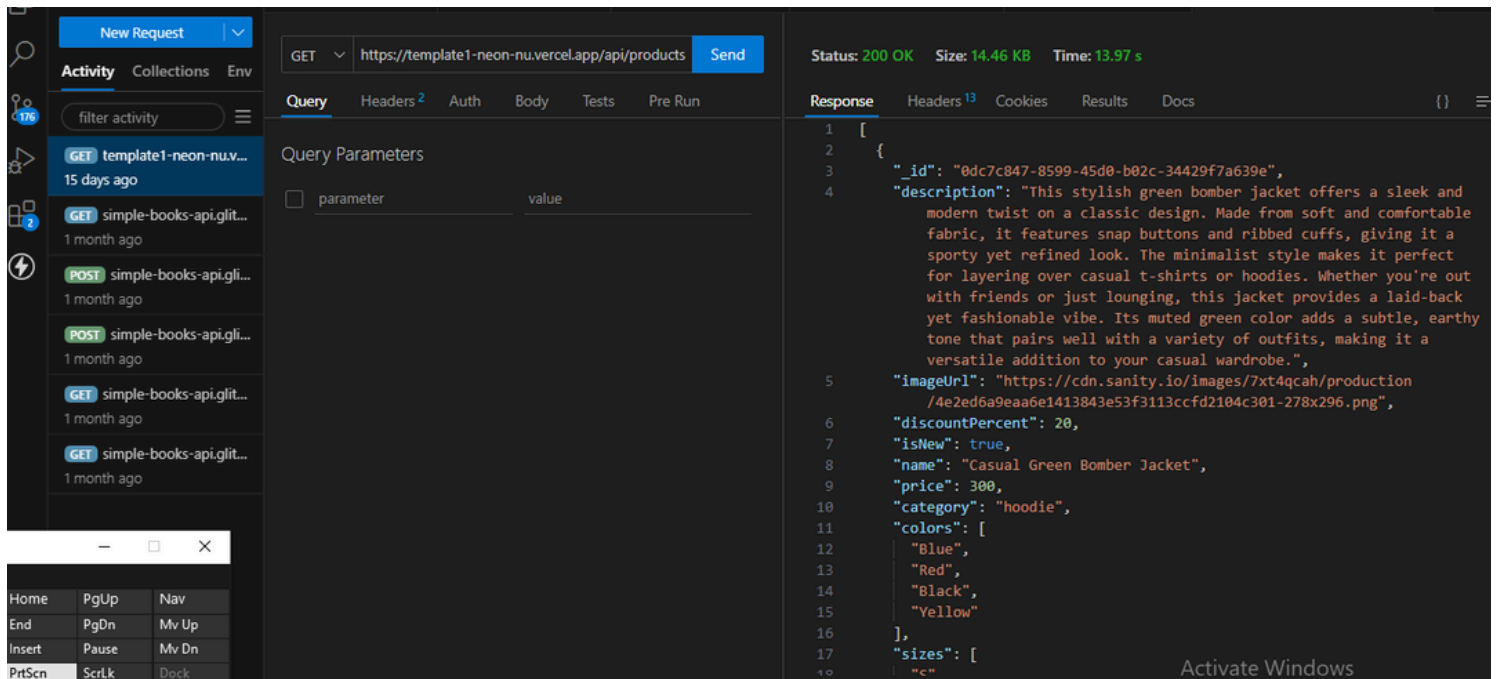 New Request
Activity Collections Env
filter activity
GET template1-neon-nu.v...
15 days ago
GET simple-books-api.glit...
1 month ago
POST simple-books-api.gli...
1 month ago
POST simple-books-api.gli...
1 month ago
GET simple-books-api.glit...
1 month ago
GET simple-books-api.glit...
1 month ago
176
2
Home PgUp Nav
End PgDn Mv Up
Insert Pause Mv Dn
PrtScn ScrLk Dock
GET https://template1-neon-nu.vercel.app/api/products Send
Query Headers 2 Auth Body Tests Pre Run
Query Parameters
parameter value
Status: 200 OK Size: 14.46 KB Time: 13.97 s
Response Headers 13 Cookies Results Docs {}
1 [
2 {
3 "_id": "0dc7c847-8599-45d0-b02c-34429f7a639e",
4 "description": "This stylish green bomber jacket offers a sleek and
modern twist on a classic design. Made from soft and comfortable
fabric, it features snap buttons and ribbed cuffs, giving it a
sporty yet refined look. The minimalist style makes it perfect
for layering over casual t-shirts or hoodies. Whether you're out
with friends or just lounging, this jacket provides a laid-back
yet fashionable vibe. Its muted green color adds a subtle, earthy
tone that pairs well with a variety of outfits, making it a
versatile addition to your casual wardrobe.",
5 "imageUrl": "https://cdn.sanity.io/images/7xt4qcah/production
/4e2ed6a9eaa6e1413843e53f3113ccfd2104c301-278x296.png",
6 "discountPercent": 20,
7 "isNew": true,
8 "name": "Casual Green Bomber Jacket",
9 "price": 300,
10 "category": "hoodie",
11 "colors": [
12 "Blue",
13 "Red",
14 "Black",
15 "Yellow"
16 ],
17 "sizes": [
18 "S"
Activate Windows